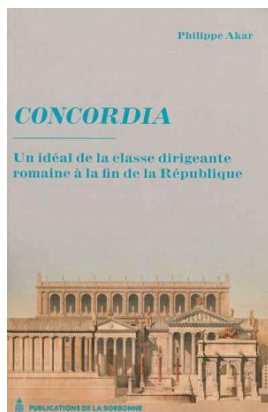 Philippe Akar
CONCORDIA
Un idéal de la classe dirigeante
romaine à la fin de la République
PUBLICATIONS DE LA SORBONNE